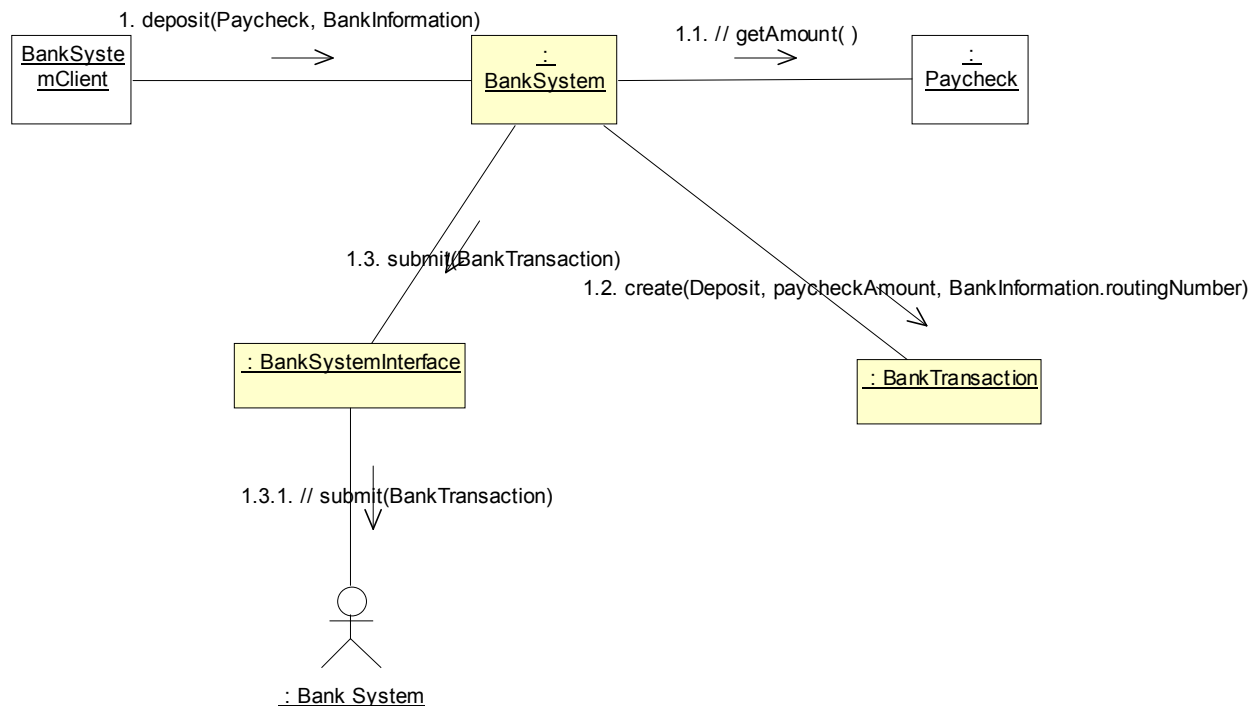 1. deposit(Paycheck, BankInformation)
BankSyste
mClient
:
BankSystem
1.1. // getAmount( )
:
Paycheck
1.3. submit(BankTransaction)
1.2. create(Deposit, paycheckAmount, BankInformation.routingNumber)
: BankSystemInterface
: BankTransaction
1.3.1. // submit(BankTransaction)
: Bank System